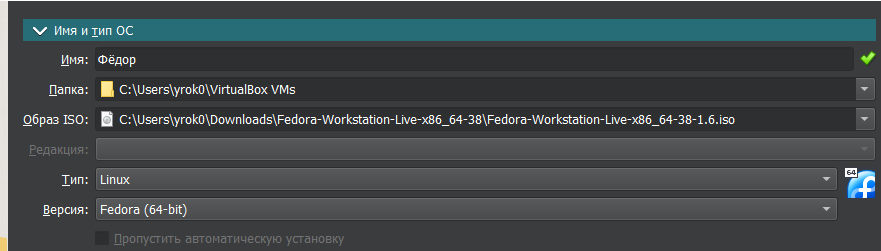 Имя и тип ОС
Имя: Фёдор
Папка: C:\Users\yrok0\VirtualBox VMs
Образ ISO: C:\Users\yrok0\Downloads\Fedora-Workstation-Live-x86_64-38\Fedora-Workstation-Live-x86_64-38-1.6.iso
Редакция:
Тип: Linux
64
Версия: Fedora (64-bit)
Пропустить автоматическую установку